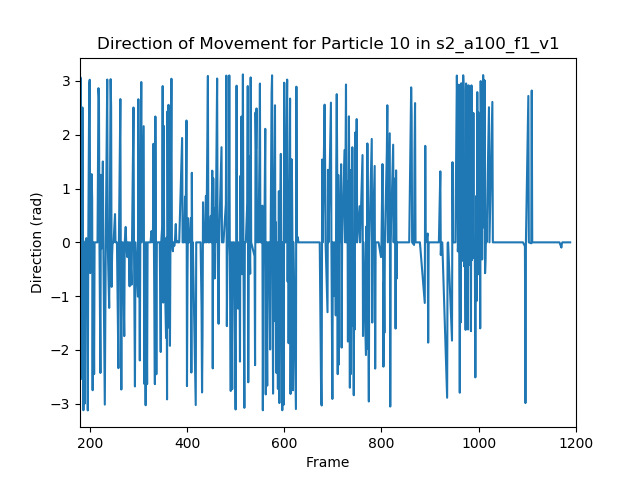 Direction of Movement for Particle 10 in s2_a100_f1_v1
3
2
1
0
−1
−2
−3
Direction (rad)
200 400 600 800 1000 1200
Frame